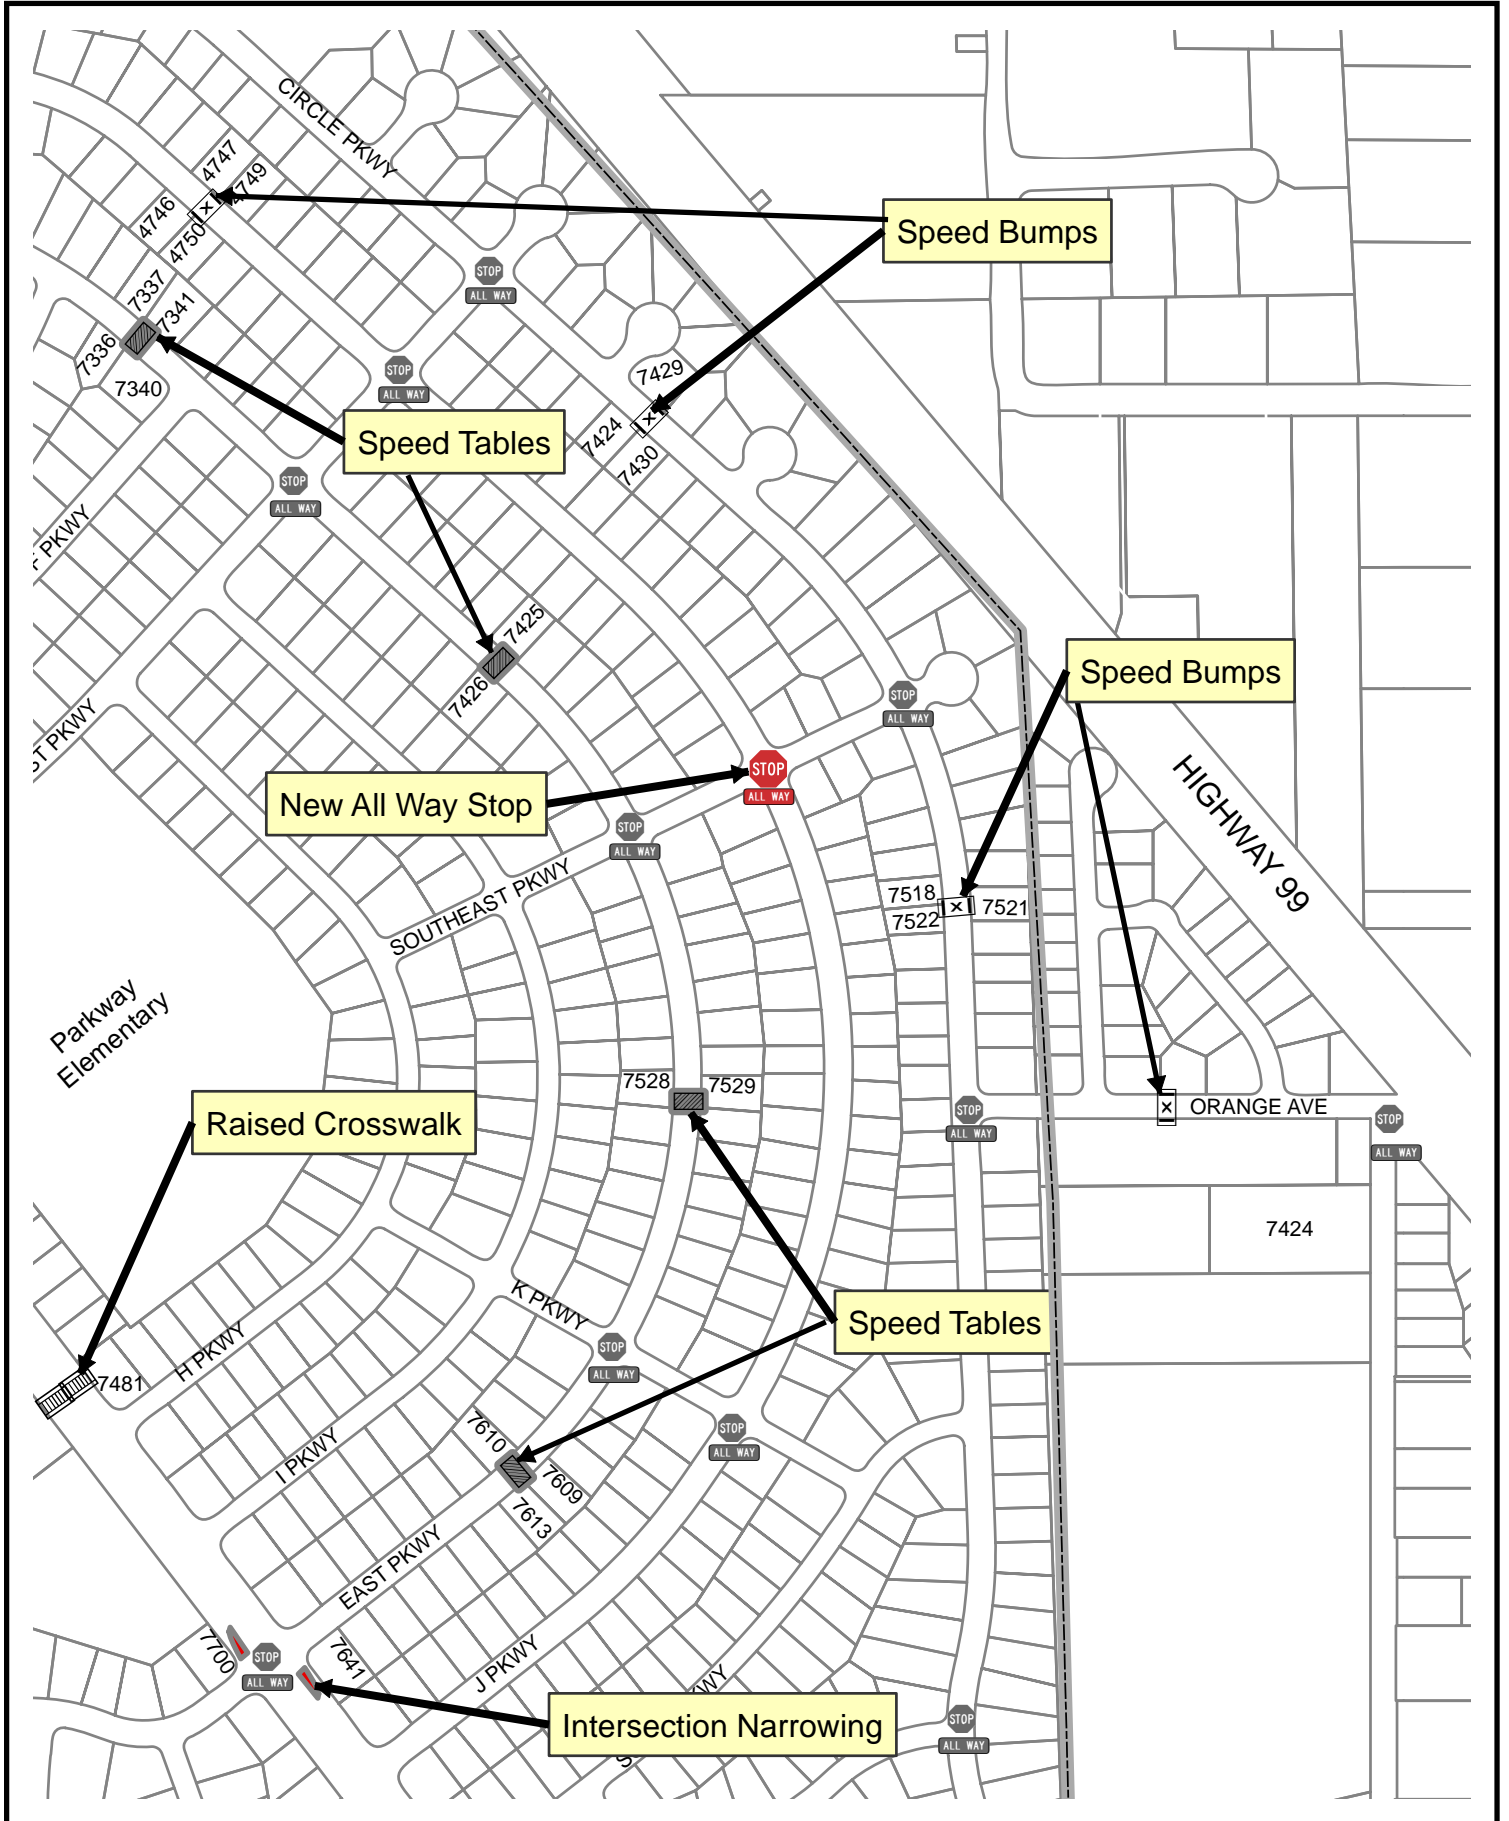 CIRCLE PKWY
4747
4749
4746
4750
Speed Bumps
STOP
ALL WAY
7337
7341
7336
7340
STOP
ALL WAY
7429
7424
7430
Speed Tables
STOP
ALL WAY
PKWY
7425
7426
Speed Bumps
STOP
ALL WAY
ST PKWY
New All Way Stop
STOP
ALL WAY
HIGHWAY 99
STOP
ALL WAY
SOUTHEAST PKWY
7518
7522
7521
Parkway
Elementary
7528
7529
Raised Crosswalk
ORANGE AVE
STOP
ALL WAY
STOP
ALL WAY
7424
K PKWY
Speed Tables
H PKWY
STOP
ALL WAY
7481
I PKWY
7610
7609
7613
STOP
ALL WAY
EAST PKWY
7700
STOP
ALL WAY
7641
J PKWY
WY
S
Intersection Narrowing
STOP
ALL WAY